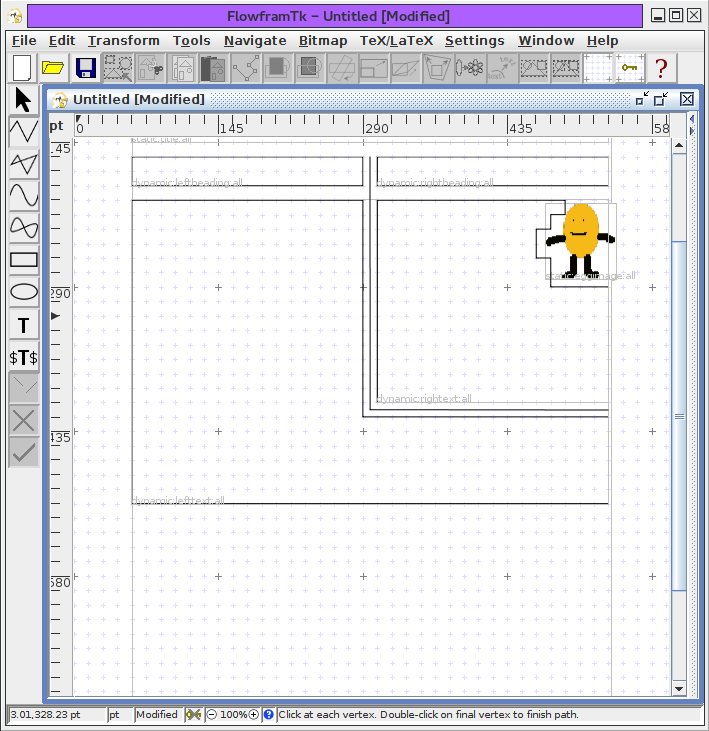 FlowframTk - Untitled [Modified]
File Edit Transform Tools Navigate Bitmap TeX/LaTeX Settings Window Help
?
Untitled [Modified]
pt 0 145 290 435 58
145
static:title:all
dynamic:leftheading:all dynamic:rightheading:all
static:eggimage:all
290
T
$T$
dynamic:rightext:all
435
dynamic:lefttext:all
580
3.01,328.23 pt pt Modified 100% ? Click at each vertex. Double-click on final vertex to finish path.